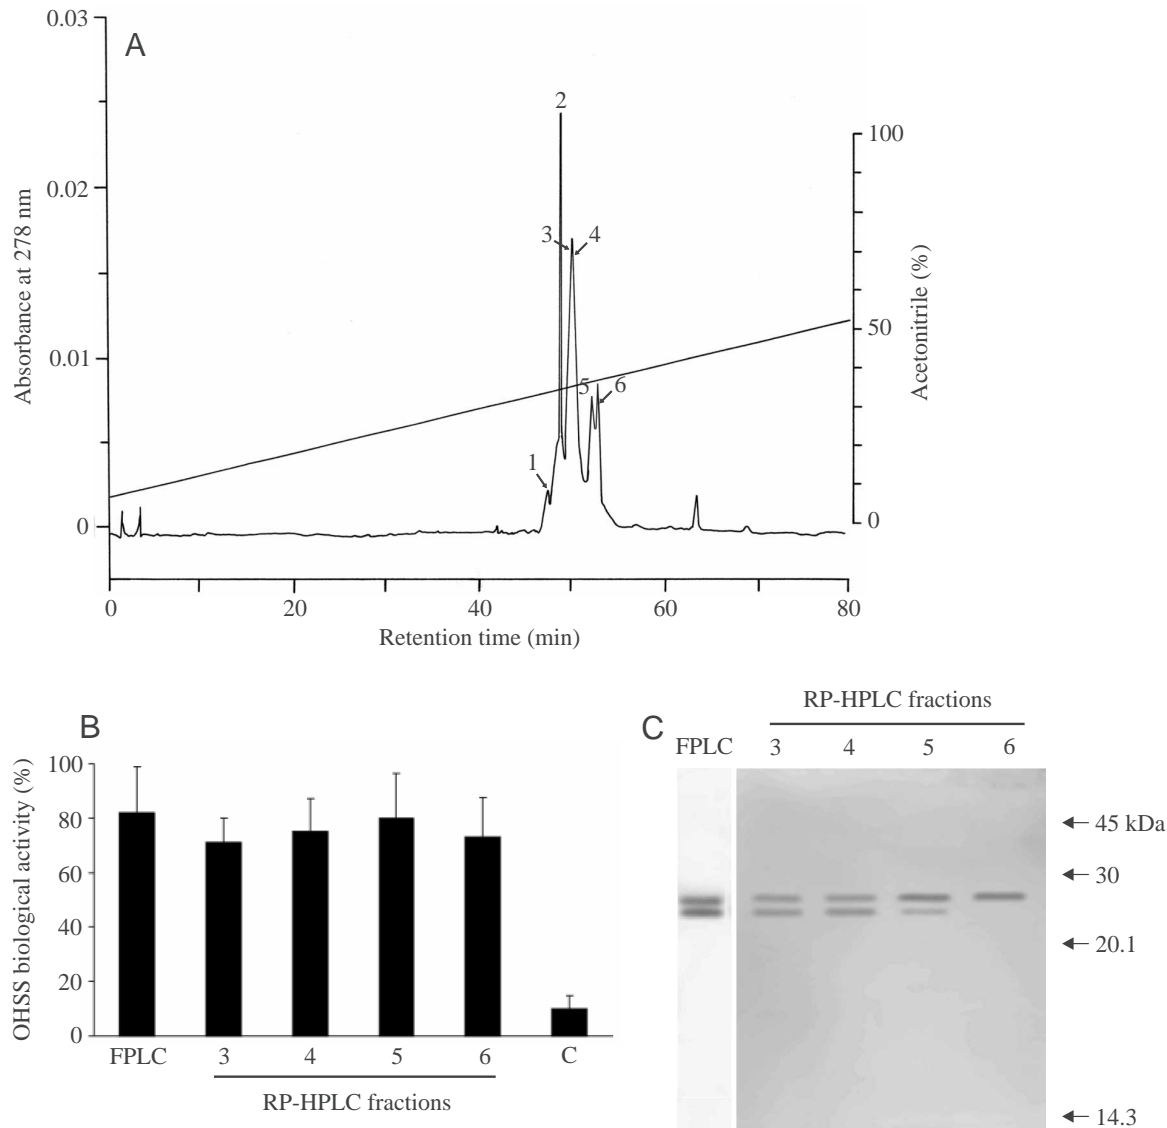 A
0.03
0.02
0.01
0
Absorbance at 278 nm
100
50
0
Acetonitrile (%)
2
3 4
5 6
1
0 20 40 60 80
Retention time (min)
B
OHSS biological activity (%)
100
80
60
40
20
0
FPLC 3 4 5 6 C
RP-HPLC fractions
C
RP-HPLC fractions
FPLC 3 4 5 6
45 kDa
30
20.1
14.3